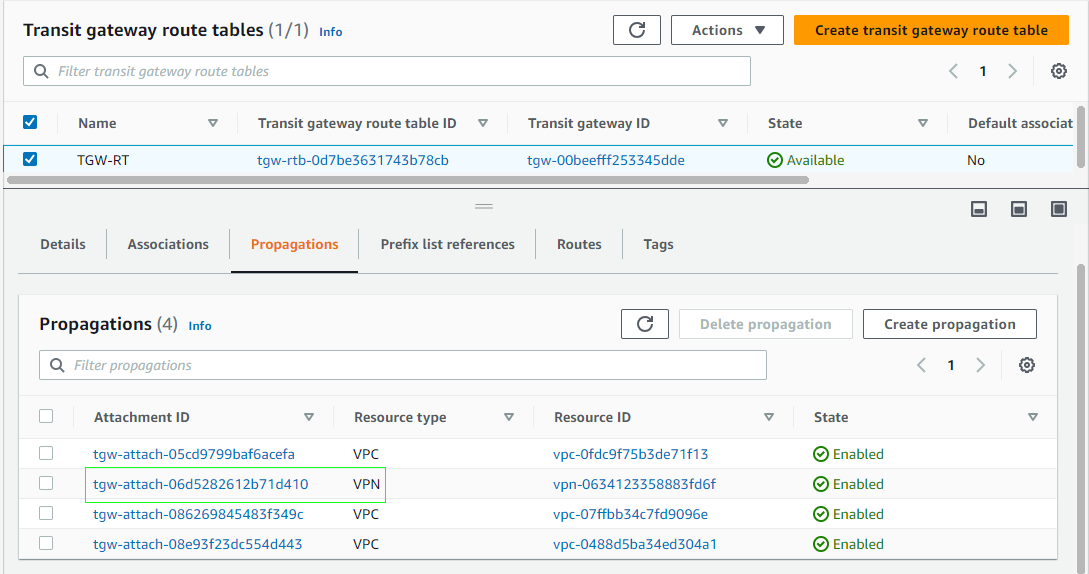 Transit gateway route tables (1/1) Info
Actions
Create transit gateway route table
Filter transit gateway route tables
1
Name Transit gateway route table ID Transit gateway ID State Default associat
TGW-RT tgw-rtb-0d7be3631743b78cb tgw-00beefff253345dde Available No
Details Associations Propagations Prefix list references Routes Tags
Propagations (4) Info
Delete propagation
Create propagation
Filter propagations
1
Attachment ID Resource type Resource ID State
tgw-attach-05cd9799baf6acefa VPC vpc-0fdc9f75b3de71f13 Enabled
tgw-attach-06d5282612b71d410 VPN vpn-0634123358883fd6f Enabled
tgw-attach-086269845483f349c VPC vpc-07ffbb34c7fd9096e Enabled
tgw-attach-08e93f23dc554d443 VPC vpc-0488d5ba34ed304a1 Enabled